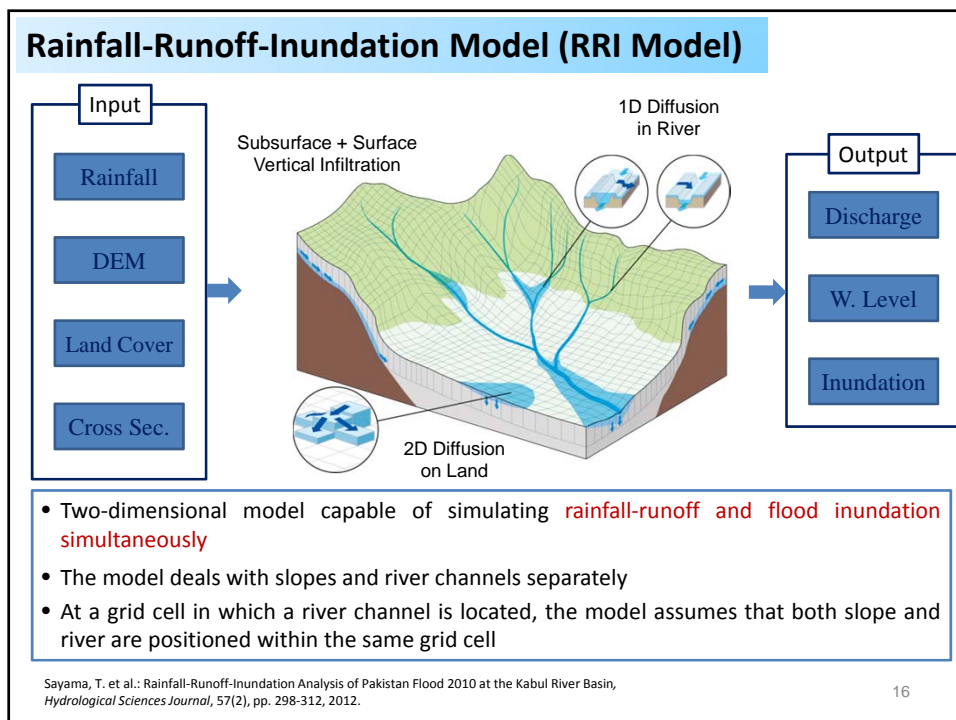 Rainfall-Runoff-Inundation Model (RRI Model)
Input
Rainfall
DEM
Land Cover
Cross Sec.
Subsurface + Surface
Vertical Infiltration
1D Diffusion
in River
2D Diffusion
on Land
Output
Discharge
W. Level
Inundation
• Two-dimensional model capable of simulating rainfall-runoff and flood inundation
simultaneously
• The model deals with slopes and river channels separately
• At a grid cell in which a river channel is located, the model assumes that both slope and
river are positioned within the same grid cell
Sayama, T. et al.: Rainfall-Runoff-Inundation Analysis of Pakistan Flood 2010 at the Kabul River Basin,
Hydrological Sciences Journal, 57(2), pp. 298-312, 2012.
16